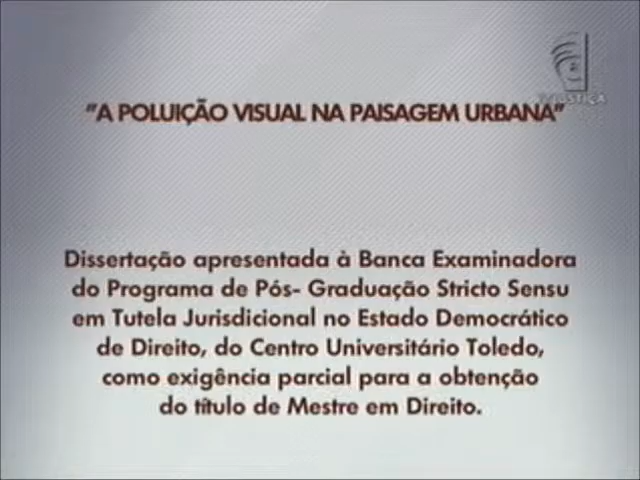 "A POLUIÇÃO VISUAL NA PAISAGEM URBANA"
Dissertação apresentada à Banca Examinadora
do Programa de Pós- Graduação Stricto Sensu
em Tutela Jurisdicional no Estado Democrático
de Direito, do Centro Universitário Toledo,
como exigência parcial para a obtenção
do título de Mestre em Direito.